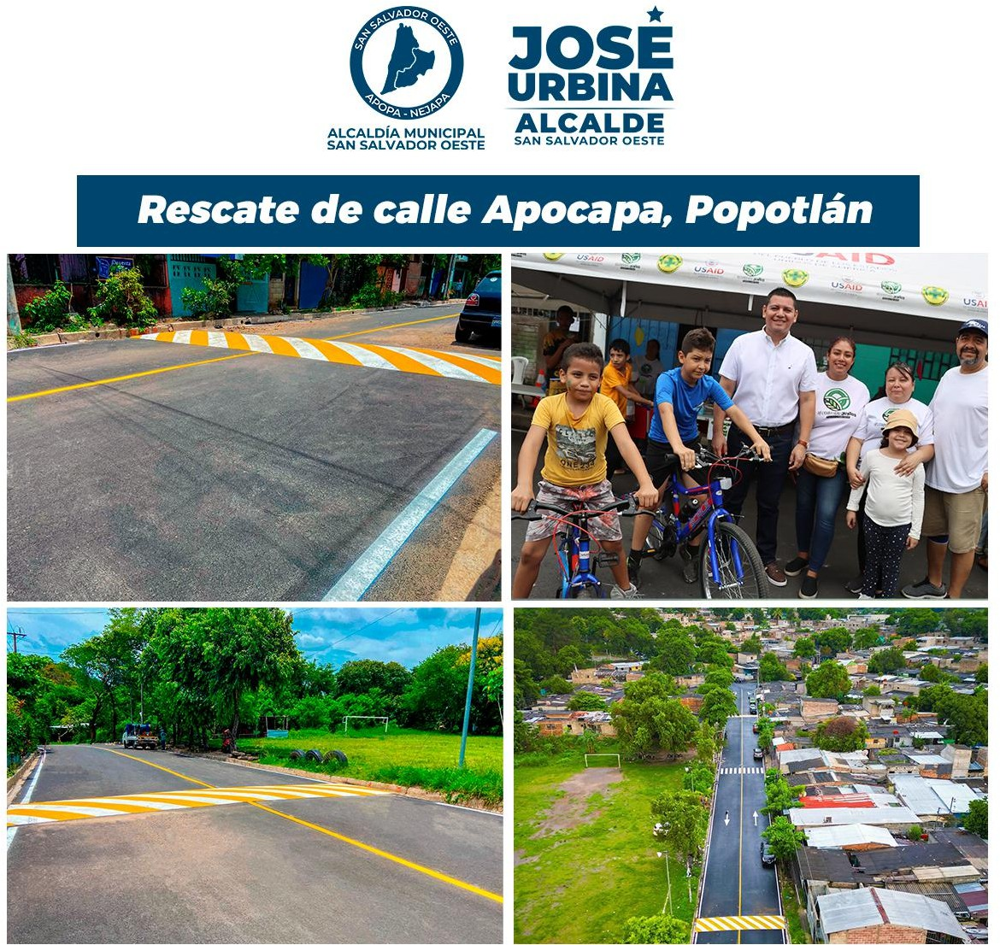 SAN SALVADOR OESTE
APOPA - NEJAPA
ALCALDÍA MUNICIPAL
SAN SALVADOR OESTE
JOSÉ
URBINA
ALCALDE
SAN SALVADOR OESTE
Rescate de calle Apocapa, Popotlán
USAID
USAID
USAID
USAID